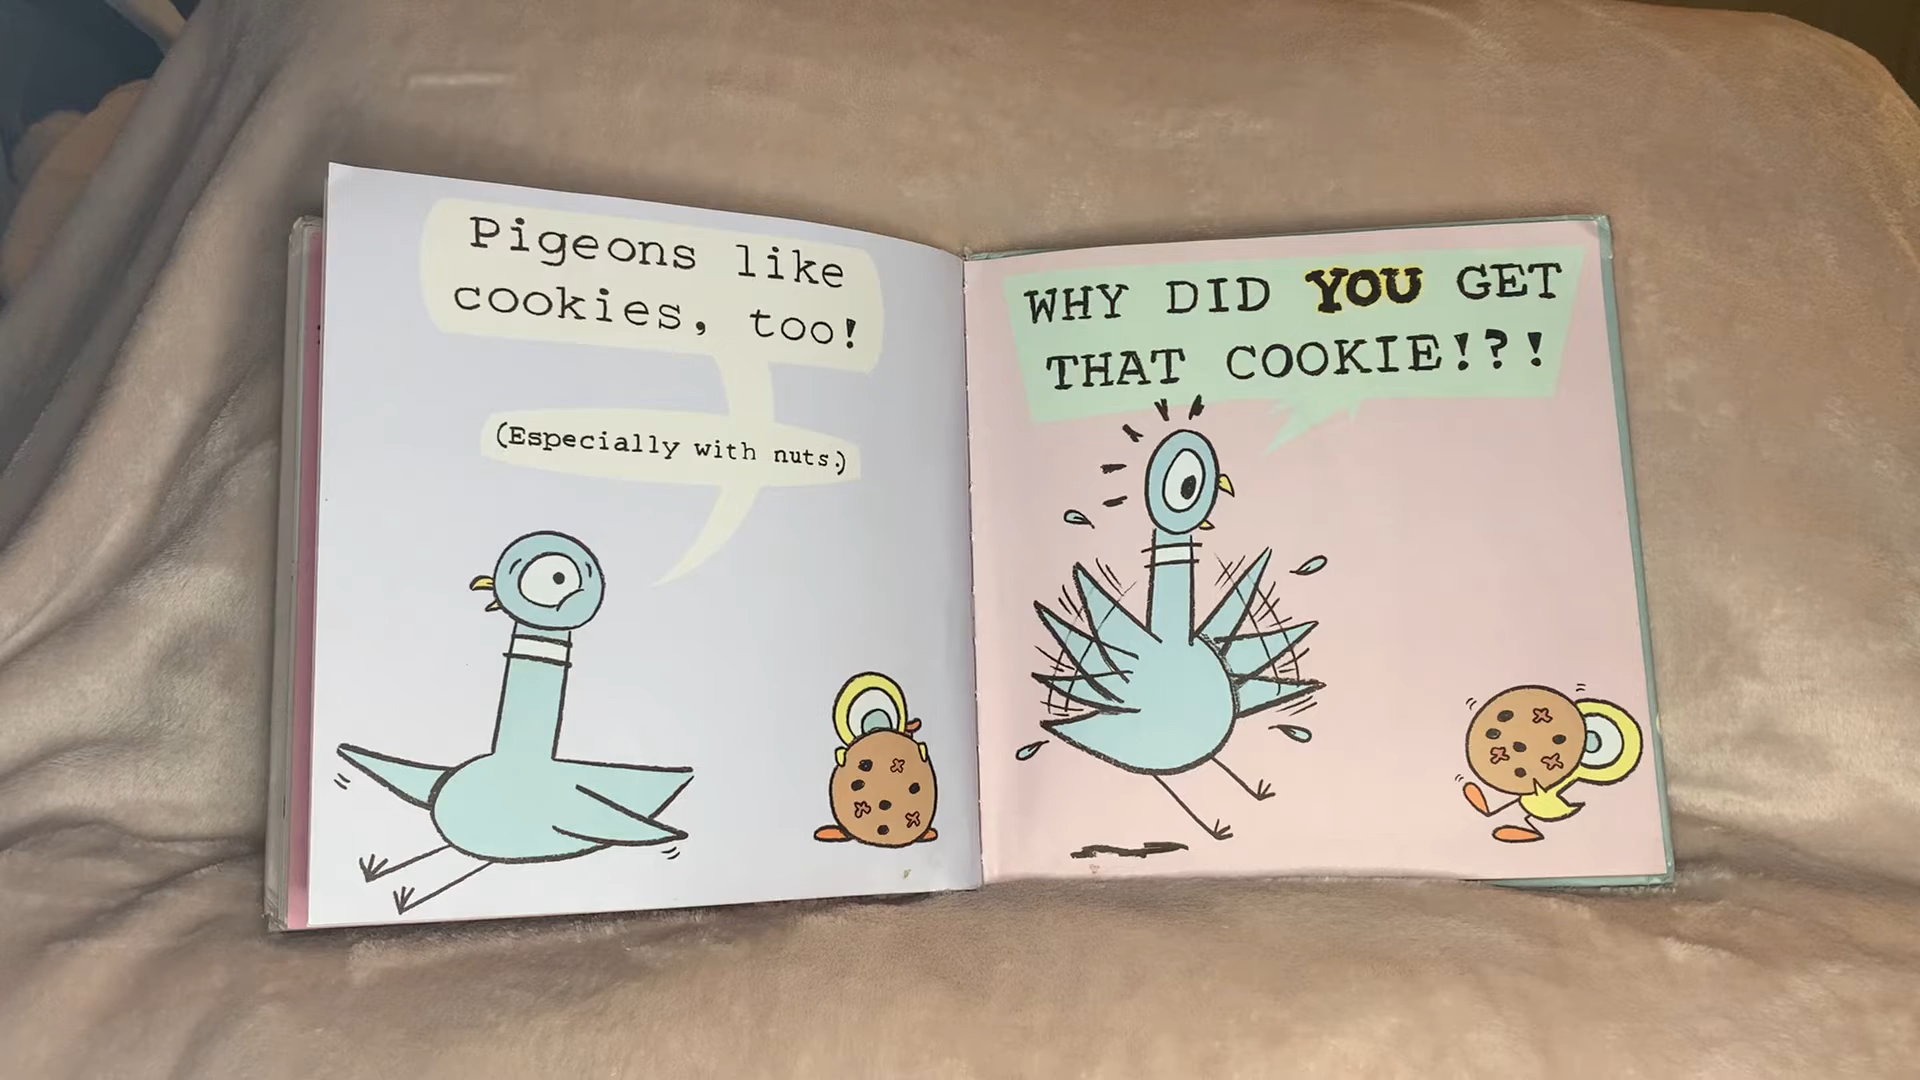 Pigeons like
cookies, too!
(Especially with nuts.)
WHY DID YOU GET
THAT COOKIE!?!